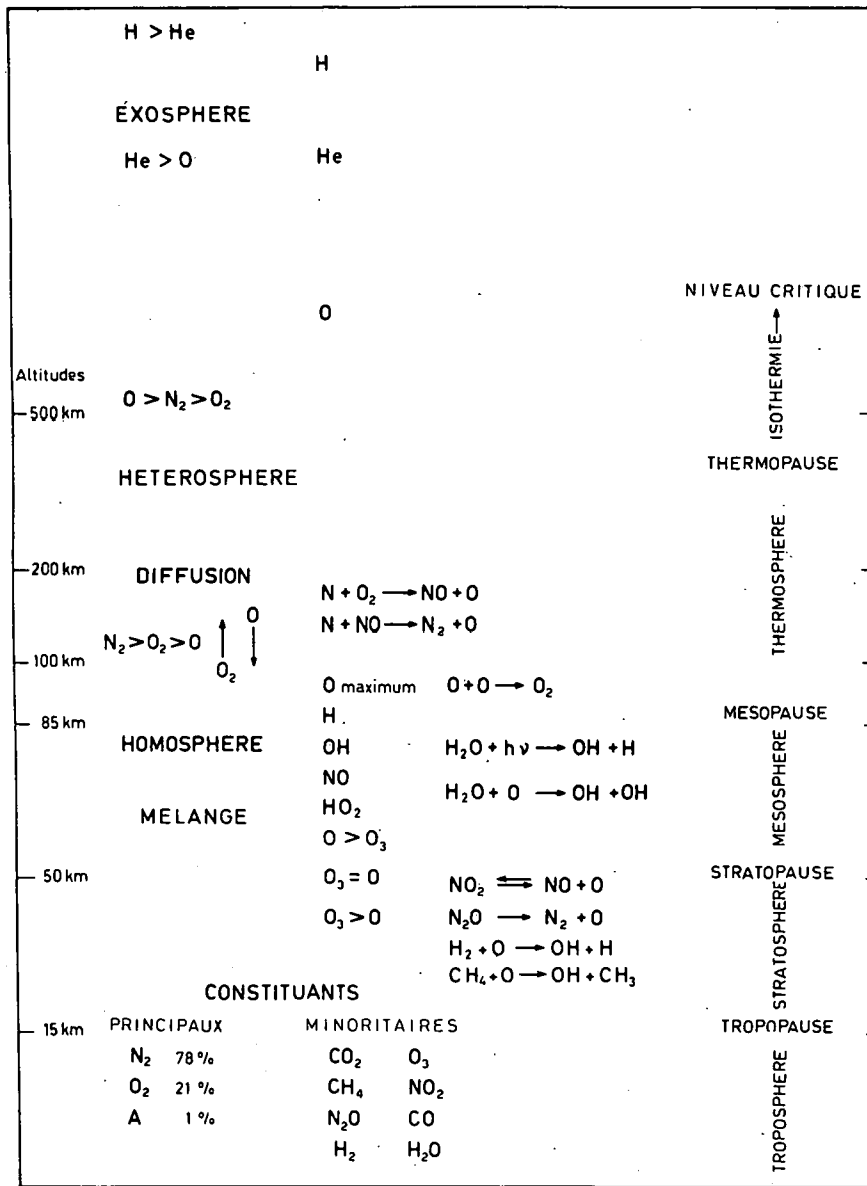 H > He
H
ÉXOSPHERE
He > O He
NIVEAU CRITIQUE
O
ISOTHERMIE
Altitudes
O > N₂ > O₂
500 km
THERMOPAUSE
HETEROSPHERE
THERMOSPHERE
200 km DIFFUSION
N + O₂ → NO + O
O N + NO → N₂ + O
N₂ > O₂ > O ↑ ↓
100 km O₂
O maximum O + O → O₂
85 km H MESOPAUSE
HOMOSPHERE OH H₂O + hν → OH + H
MESOSPHERE
NO H₂O + O → OH + OH
MELANGE HO₂
O > O₃
50 km O₃ = O NO₂ ⇌ NO + O STRATOPAUSE
O₃ > O N₂O → N₂ + O
STRATOSPHERE
H₂ + O → OH + H
CH₄ + O → OH + CH₃
CONSTITUANTS
15 km PRINCIPAUX MINORITAIRES TROPOPAUSE
N₂ 78 % CO₂ O₃
O₂ 21 % CH₄ NO₂
TROPOSPHERE
A 1 % N₂O CO
H₂ H₂O